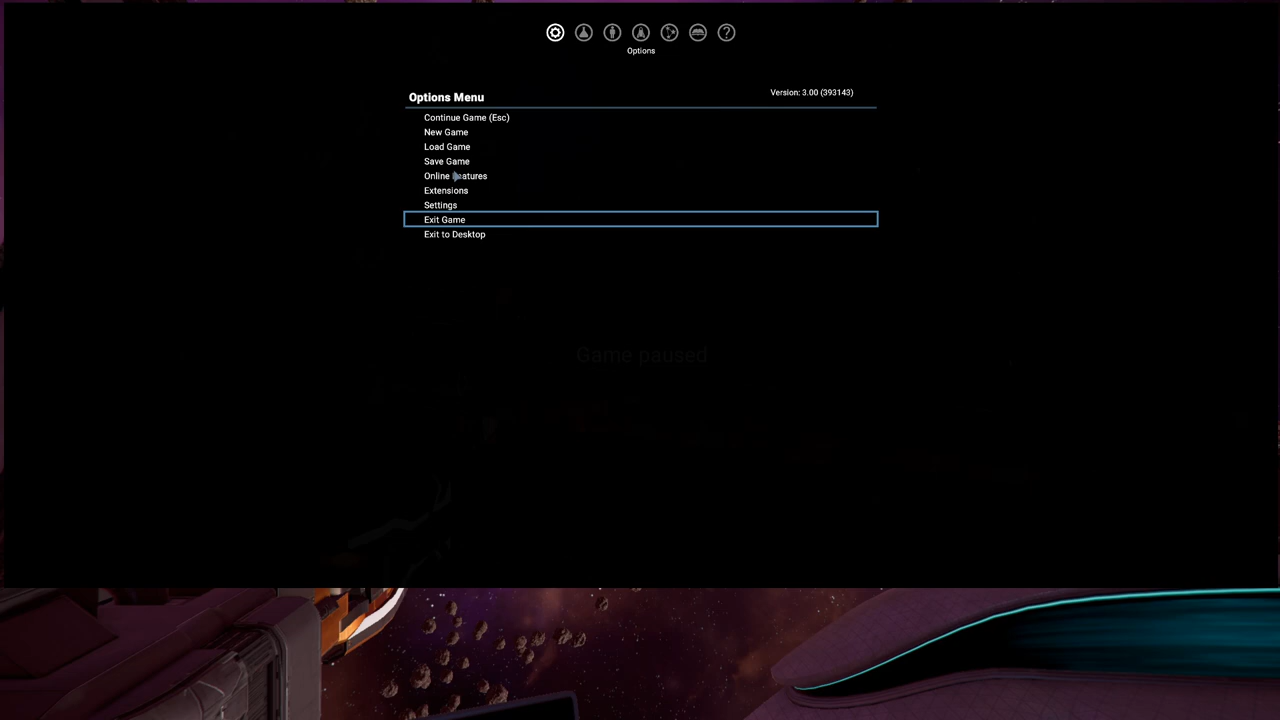 Options
Options Menu
Version: 3.00 (393143)
Continue Game (Esc)
New Game
Load Game
Save Game
Online Features
Extensions
Settings
Exit Game
Exit to Desktop
Game paused